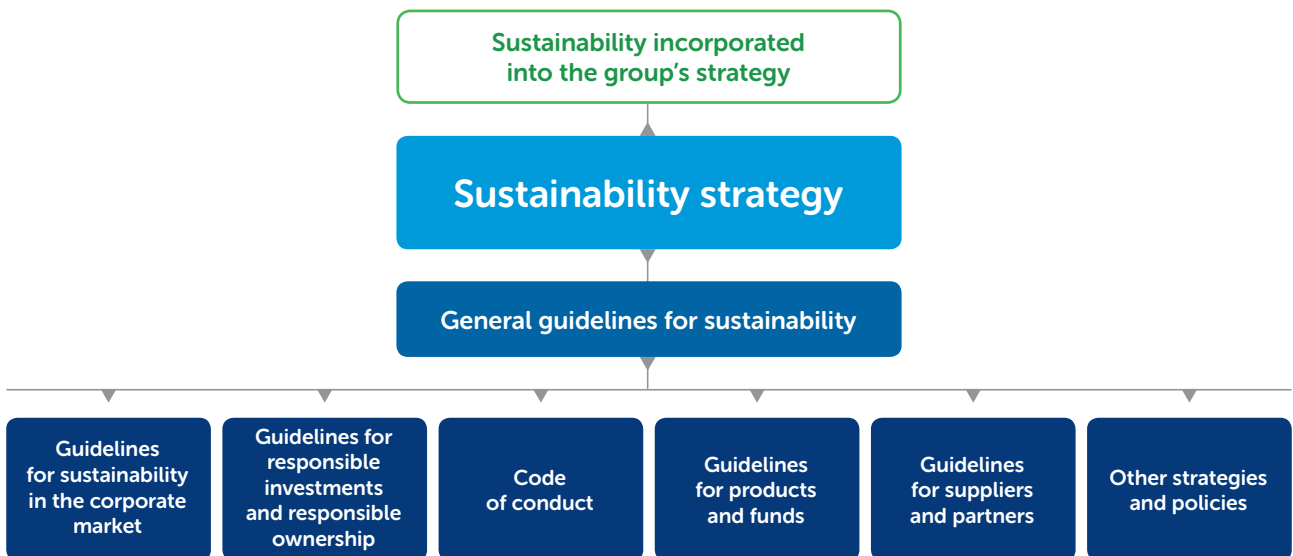 Sustainability incorporated
into the group’s strategy
Sustainability strategy
General guidelines for sustainability
Guidelines
for sustainability
in the corporate
market
Guidelines for
responsible
investments
and responsible
ownership
Code
of conduct
Guidelines
for products
and funds
Guidelines
for suppliers
and partners
Other strategies
and policies